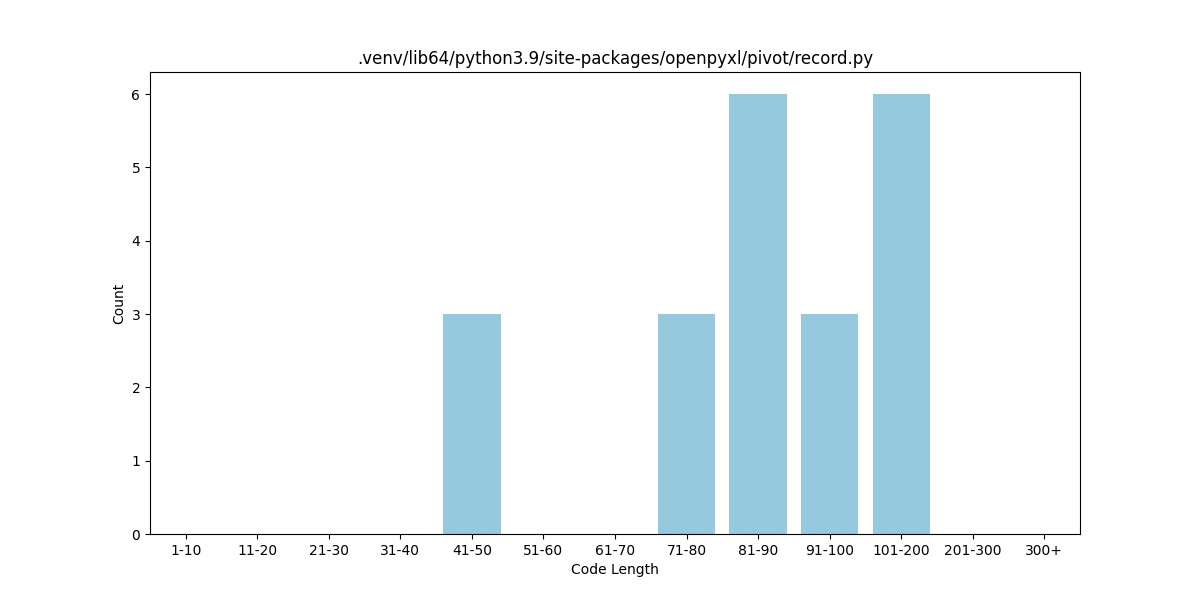 .venv/lib64/python3.9/site-packages/openpyxl/pivot/record.py
6
5
4
3
2
1
0
Count
1-10 11-20 21-30 31-40 41-50 51-60 61-70 71-80 81-90 91-100 101-200 201-300 300+
Code Length